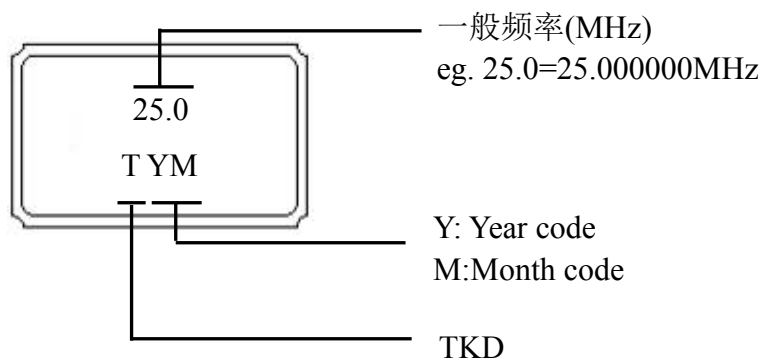 一般频率(MHz)
eg. 25.0=25.000000MHz
25.0
T YM
Y: Year code
M:Month code
TKD